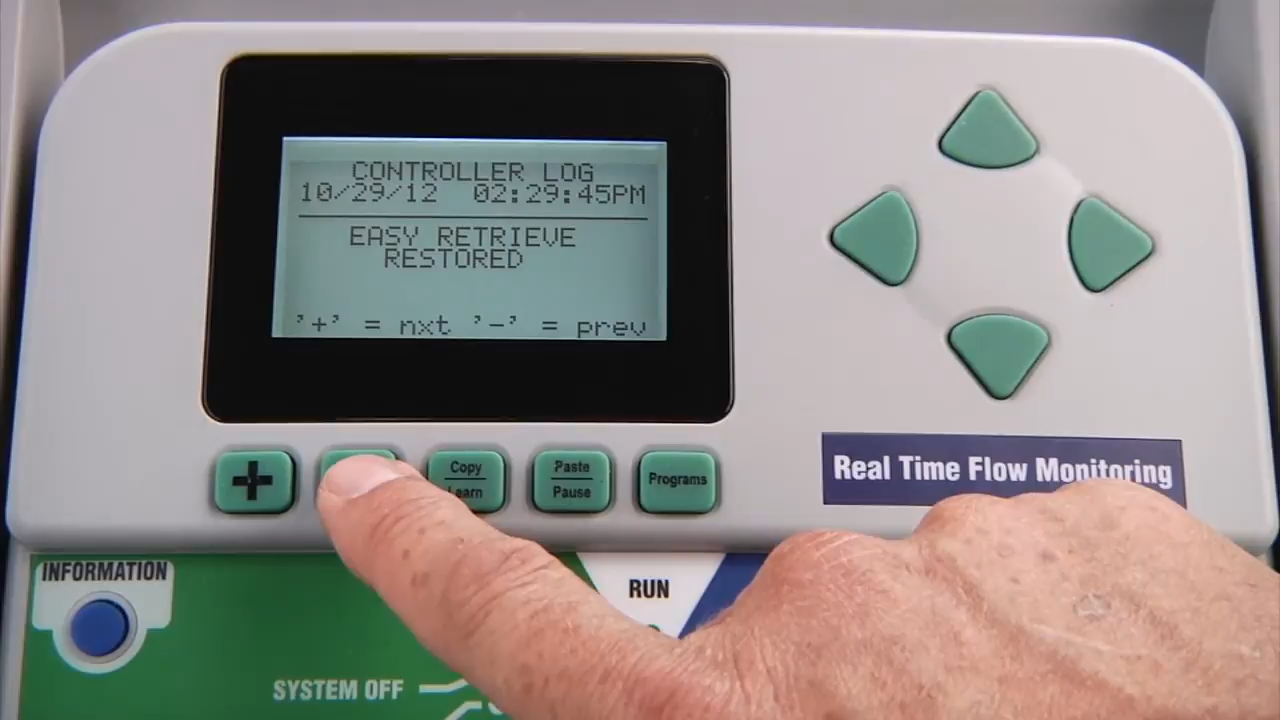 CONTROLLER LOG
10/29/12 02:29:45PM
EASY RETRIEVE
RESTORED
'+' = nxt '-' = prev
+
Copy
Learn
Paste
Pause
Programs
Real Time Flow Monitoring
INFORMATION
RUN
SYSTEM OFF